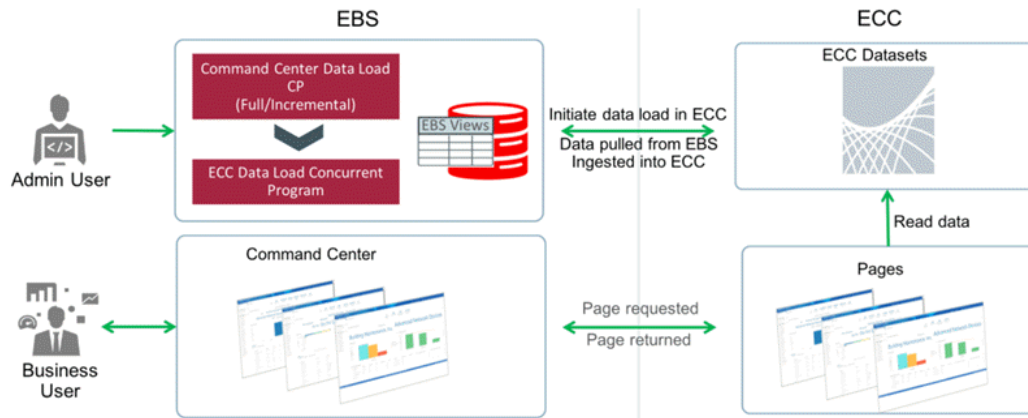 EBS
ECC
Command Center Data Load
CP
(Full/Incremental)
EBS Views
ECC Data Load Concurrent
Program
Admin User
Initiate data load in ECC
Data pulled from EBS
Ingested into ECC
ECC Datasets
Read data
Command Center
Business
User
Page requested
Page returned
Pages